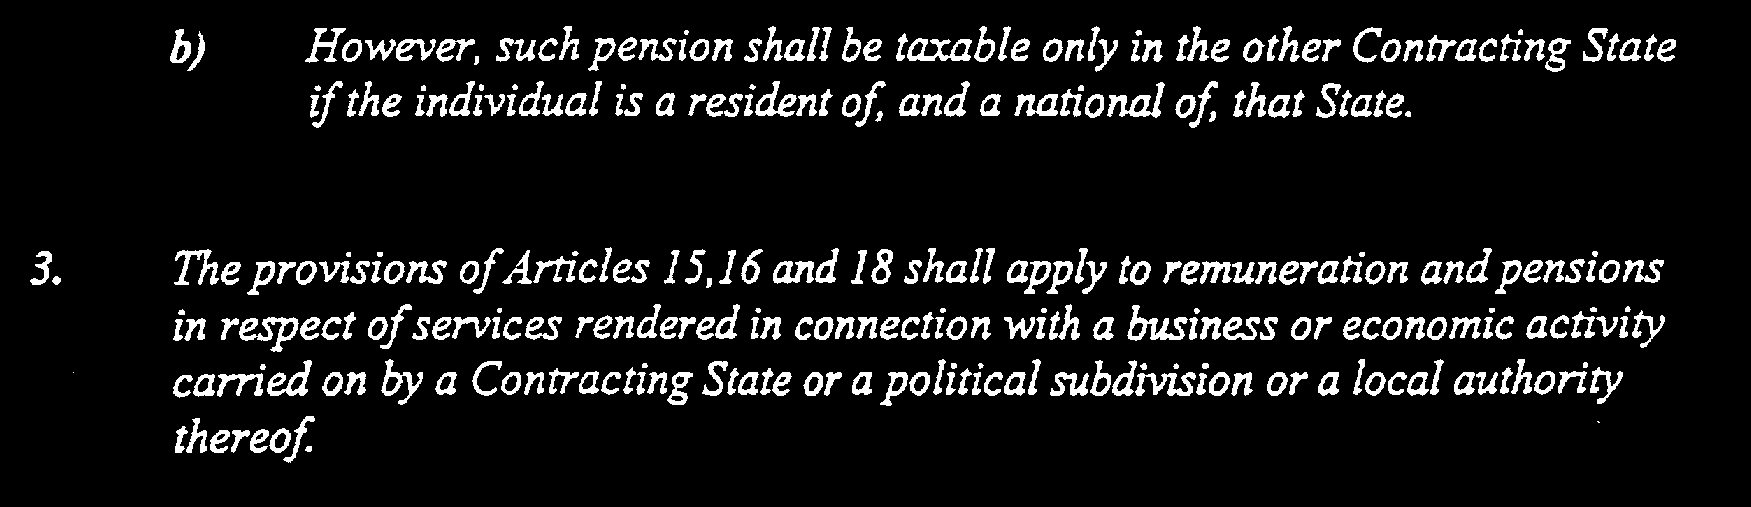 b) However, such pension shall be taxable only in the other Contracting State
if the individual is a resident of, and a national of, that State.
3. The provisions of Articles 15,16 and 18 shall apply to remuneration and pensions
in respect of services rendered in connection with a business or economic activity
carried on by a Contracting State or a political subdivision or a local authority
thereof.